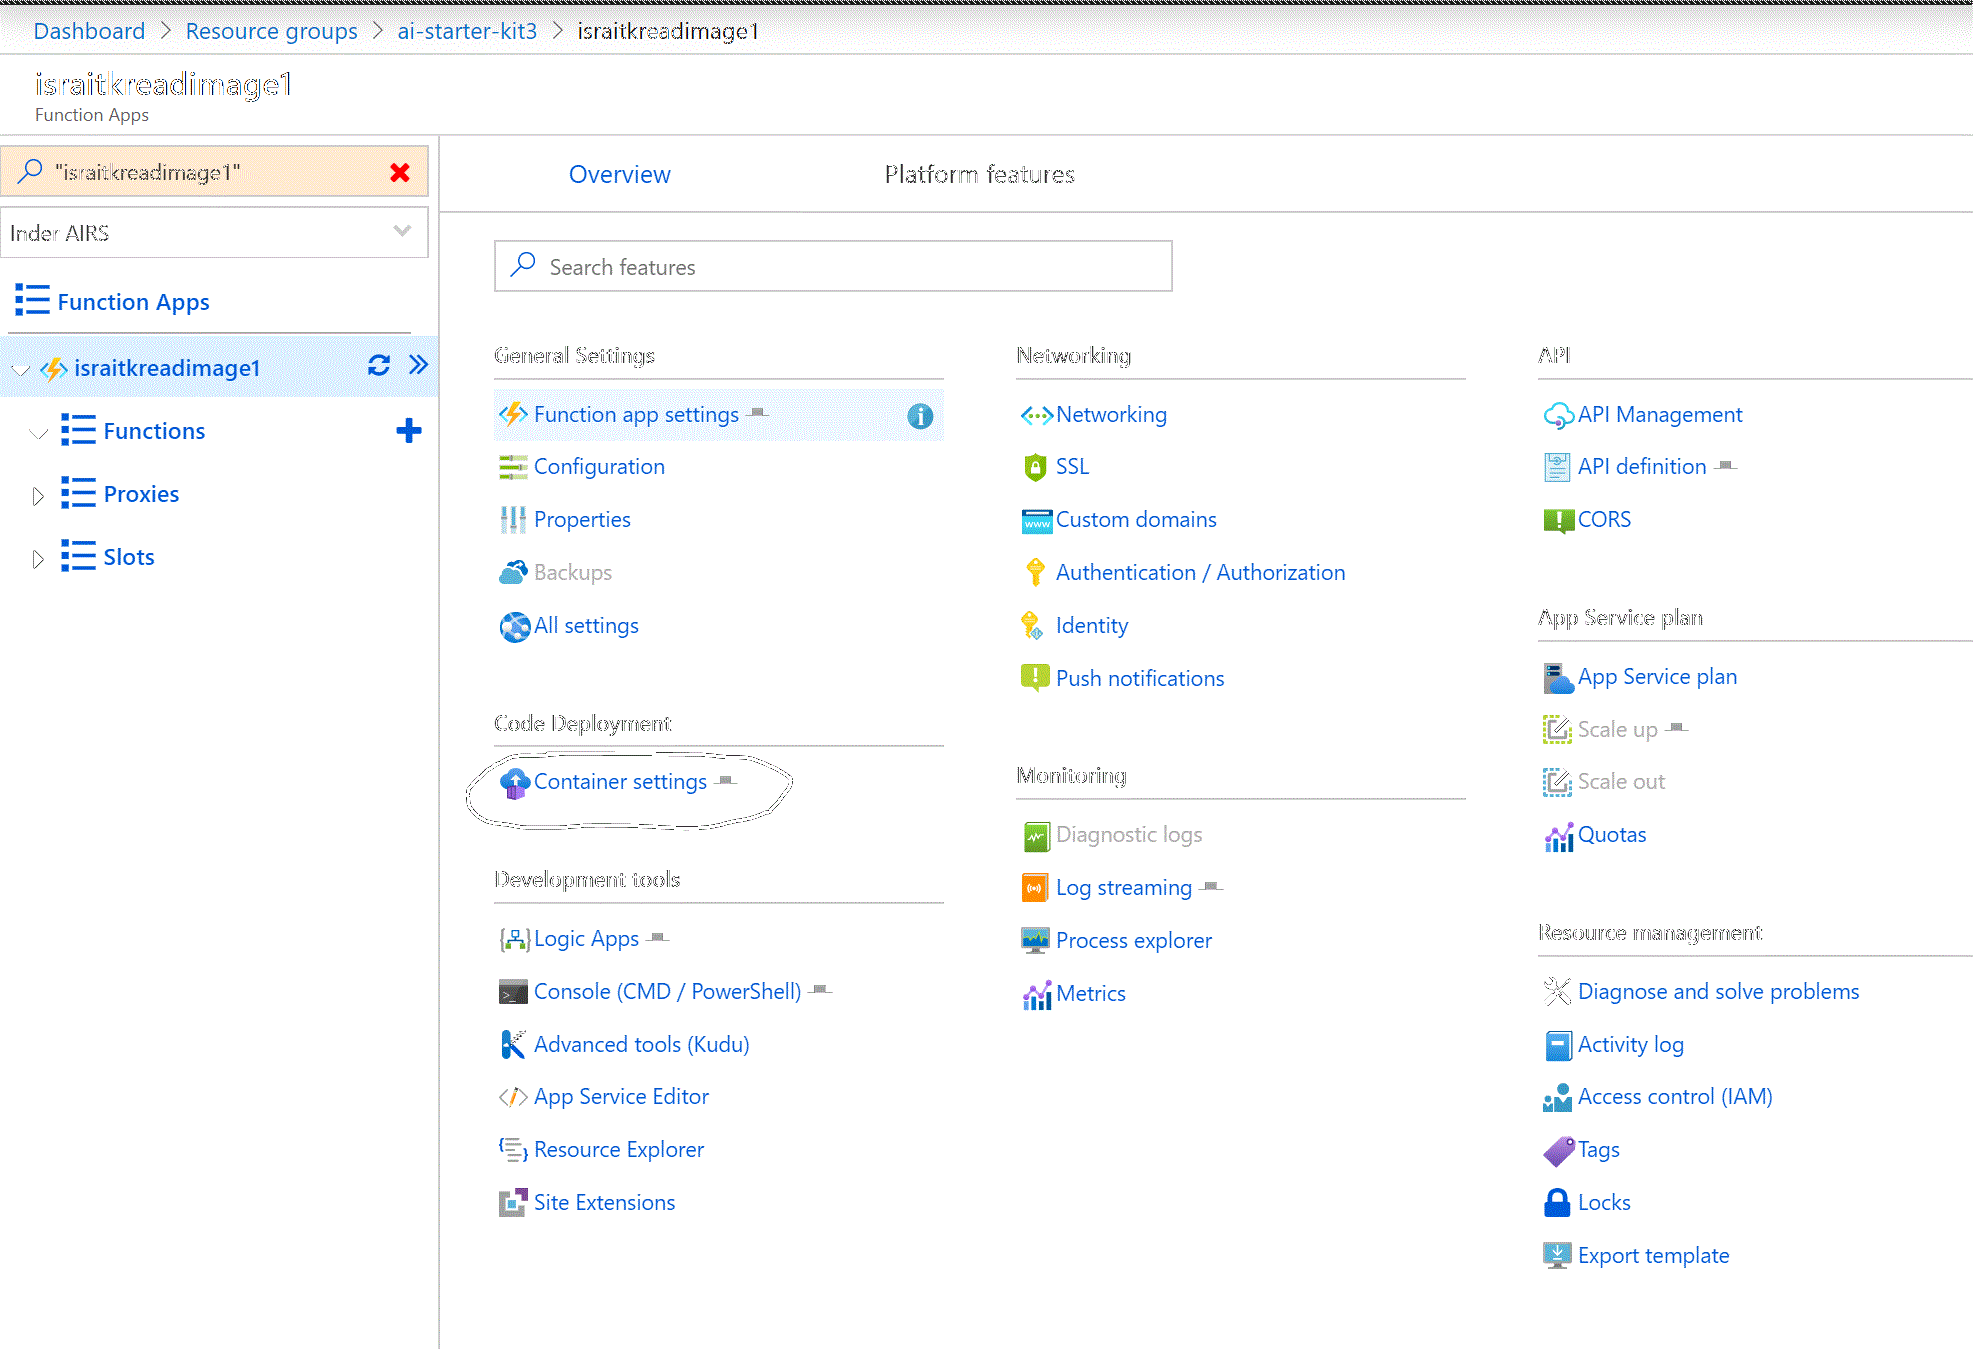 Dashboard > Resource groups > ai-starter-kit3 > israitkreadimage1
israitkreadimage1
Function Apps
"israitkreadimage1"
Inder AIRS
Function Apps
israitkreadimage1
Functions
Proxies
Slots
Overview
Platform features
Search features
General Settings
Function app settings
Configuration
Properties
Backups
All settings
Code Deployment
Container settings
Development tools
Logic Apps
Console (CMD / PowerShell)
Advanced tools (Kudu)
App Service Editor
Resource Explorer
Site Extensions
Networking
Networking
SSL
www
Custom domains
Authentication / Authorization
Identity
Push notifications
Monitoring
Diagnostic logs
Log streaming
Process explorer
Metrics
API
API Management
API definition
CORS
App Service plan
App Service plan
Scale up
Scale out
Quotas
Resource management
Diagnose and solve problems
Activity log
Access control (IAM)
Tags
Locks
Export template